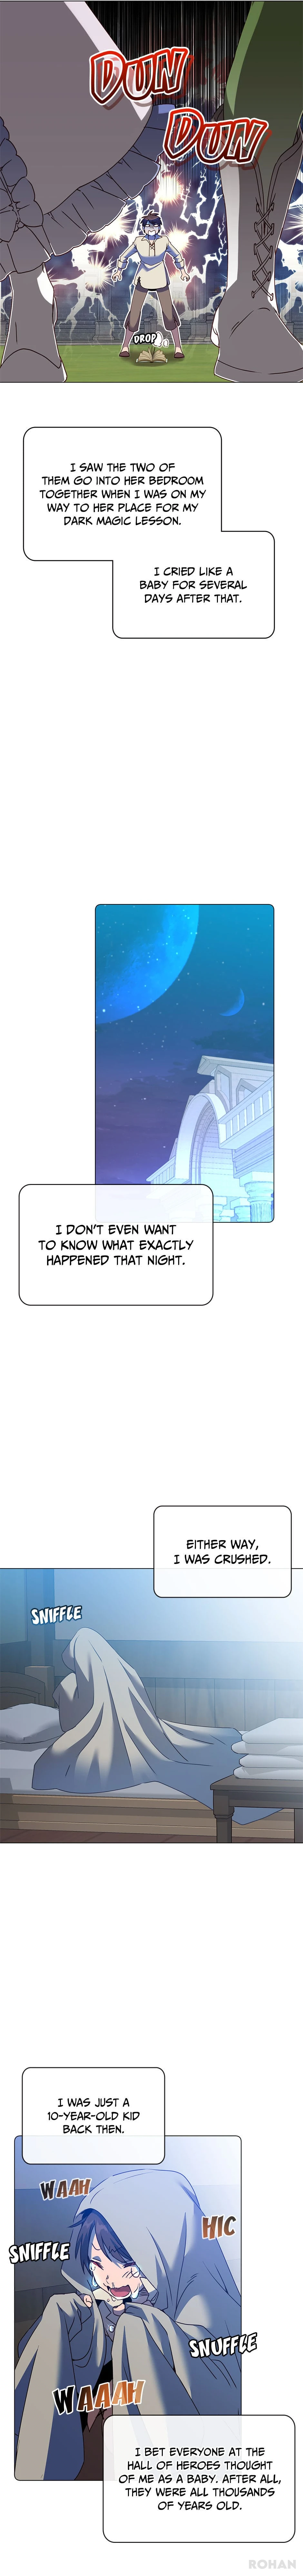 DUN
DUN
DROP
I SAW THE TWO OF
THEM GO INTO HER BEDROOM
TOGETHER WHEN I WAS ON MY
WAY TO HER PLACE FOR MY
DARK MAGIC LESSON.
I CRIED LIKE A
BABY FOR SEVERAL
DAYS AFTER THAT.
I DON'T EVEN WANT
TO KNOW WHAT EXACTLY
HAPPENED THAT NIGHT.
EITHER WAY,
I WAS CRUSHED.
SNIFFLE
I WAS JUST A
10-YEAR-OLD KID
BACK THEN.
WAAH
HIC
SNIFFLE
SNUFFLE
WAAAH
I BET EVERYONE AT THE
HALL OF HEROES THOUGHT
OF ME AS A BABY. AFTER ALL,
THEY WERE ALL THOUSANDS
OF YEARS OLD.
ROHAN